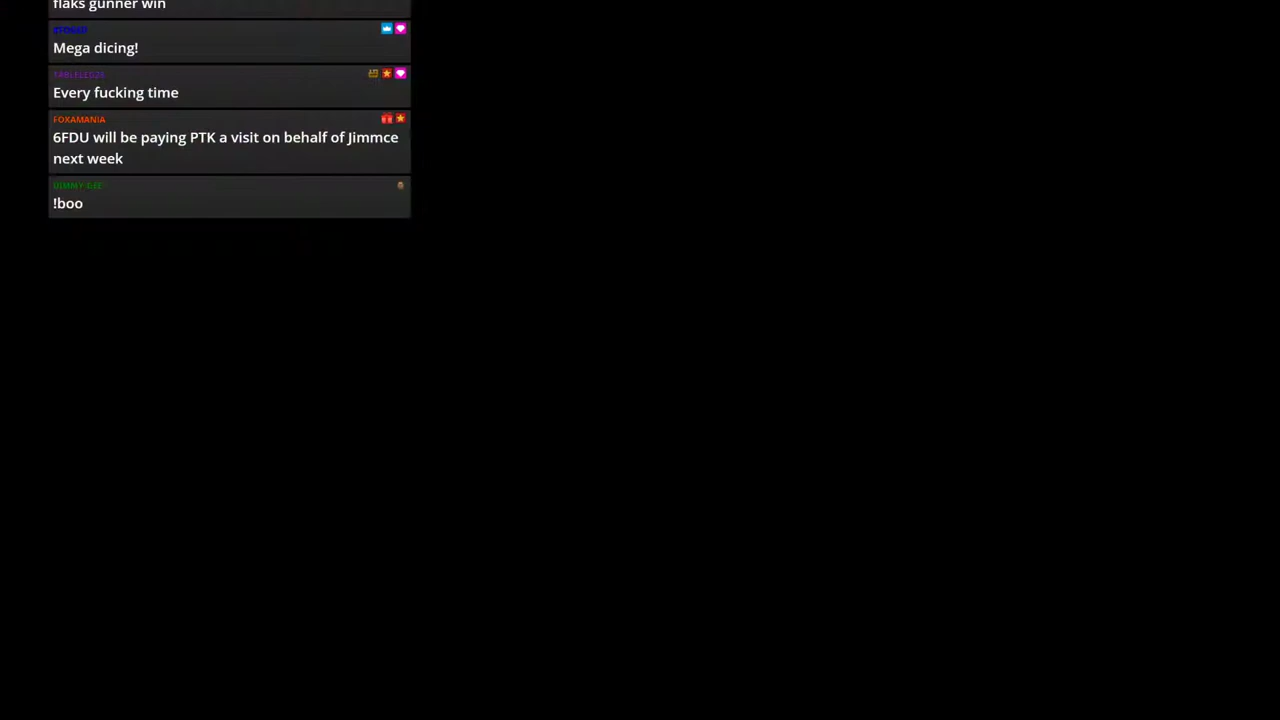 flaks gunner win
Mega dicing!
Every fucking time
FOXAMANIA
6FDU will be paying PTK a visit on behalf of Jimmce
next week
!boo